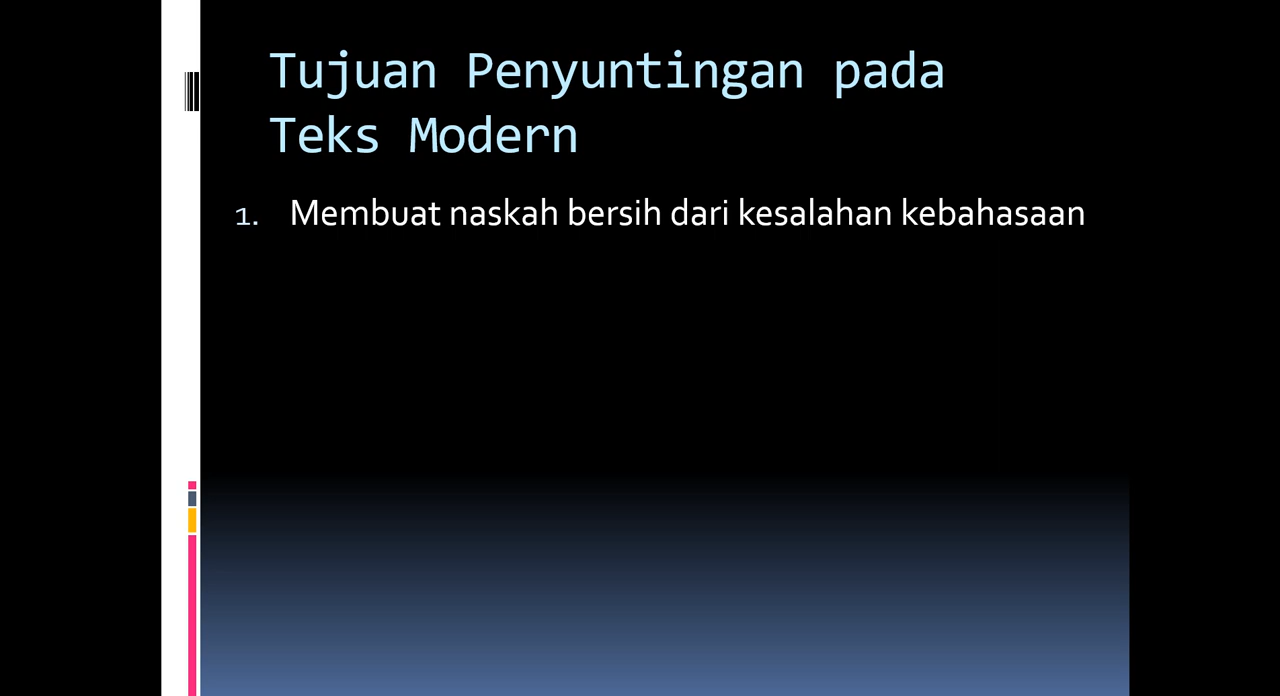 Tujuan Penyuntingan pada
Teks Modern
1. Membuat naskah bersih dari kesalahan kebahasaan